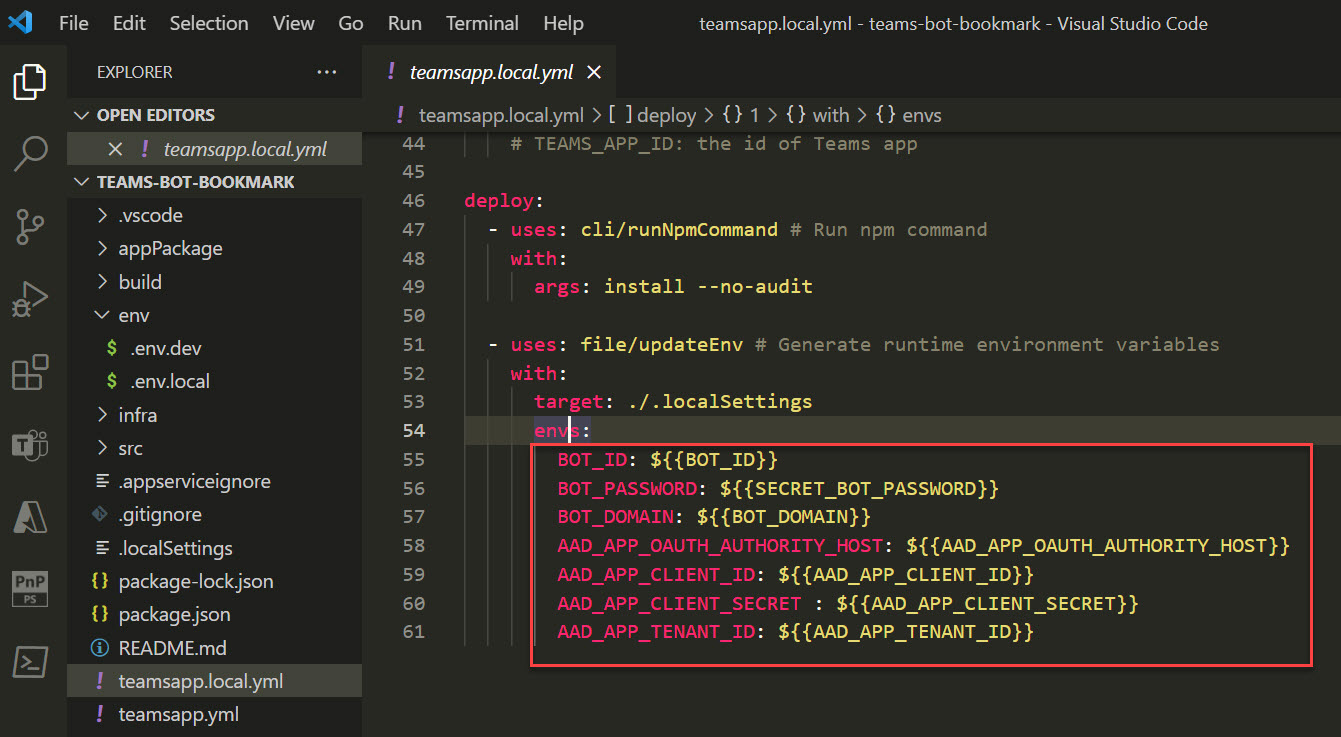 File Edit Selection View Go Run Terminal Help teamsapp.local.yml - teams-bot-bookmark - Visual Studio Code
EXPLORER ···
OPEN EDITORS
! teamsapp.local.yml
TEAMS-BOT-BOOKMARK
> .vscode
> appPackage
> build
env
$ .env.dev
$ .env.local
> infra
> src
.appserviceignore
.gitignore
.localSettings
{} package-lock.json
{} package.json
README.md
! teamsapp.local.yml
! teamsapp.yml
T
PnP
PS
! teamsapp.local.yml ×
! teamsapp.local.yml > [ ] deploy > {} 1 > {} with > {} envs
44 # TEAMS_APP_ID: the id of Teams app
45
46 deploy:
47 - uses: cli/runNpmCommand # Run npm command
48 with:
49 args: install --no-audit
50
51 - uses: file/updateEnv # Generate runtime environment variables
52 with:
53 target: ./.localSettings
54 envs:
55 BOT_ID: ${{BOT_ID}}
56 BOT_PASSWORD: ${{SECRET_BOT_PASSWORD}}
57 BOT_DOMAIN: ${{BOT_DOMAIN}}
58 AAD_APP_OAUTH_AUTHORITY_HOST: ${{AAD_APP_OAUTH_AUTHORITY_HOST}}
59 AAD_APP_CLIENT_ID: ${{AAD_APP_CLIENT_ID}}
60 AAD_APP_CLIENT_SECRET : ${{AAD_APP_CLIENT_SECRET}}
61 AAD_APP_TENANT_ID: ${{AAD_APP_TENANT_ID}}